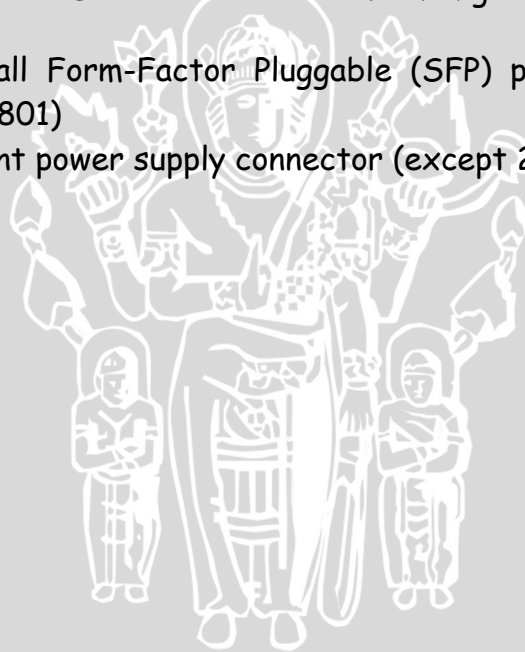 all Form-Factor Pluggable (SFP) p
801)
nt power supply connector (except 2